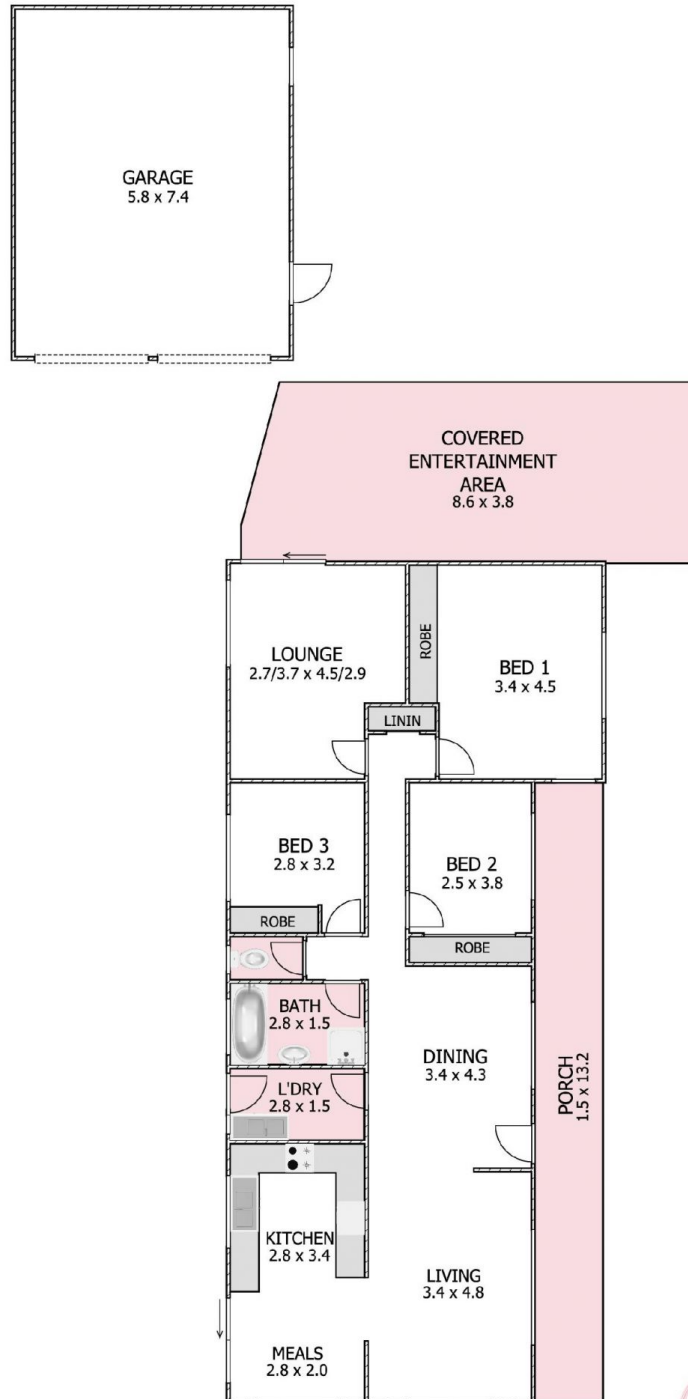 GARAGE
5.8 x 7.4
COVERED
ENTERTAINMENT
AREA
8.6 x 3.8
LOUNGE
2.7/3.7 x 4.5/2.9
ROBE
BED 1
3.4 x 4.5
LININ
BED 3
2.8 x 3.2
BED 2
2.5 x 3.8
ROBE
ROBE
BATH
2.8 x 1.5
DINING
3.4 x 4.3
L'DRY
2.8 x 1.5
PORCH
1.5 x 13.2
KITCHEN
2.8 x 3.4
LIVING
3.4 x 4.8
MEALS
2.8 x 2.0